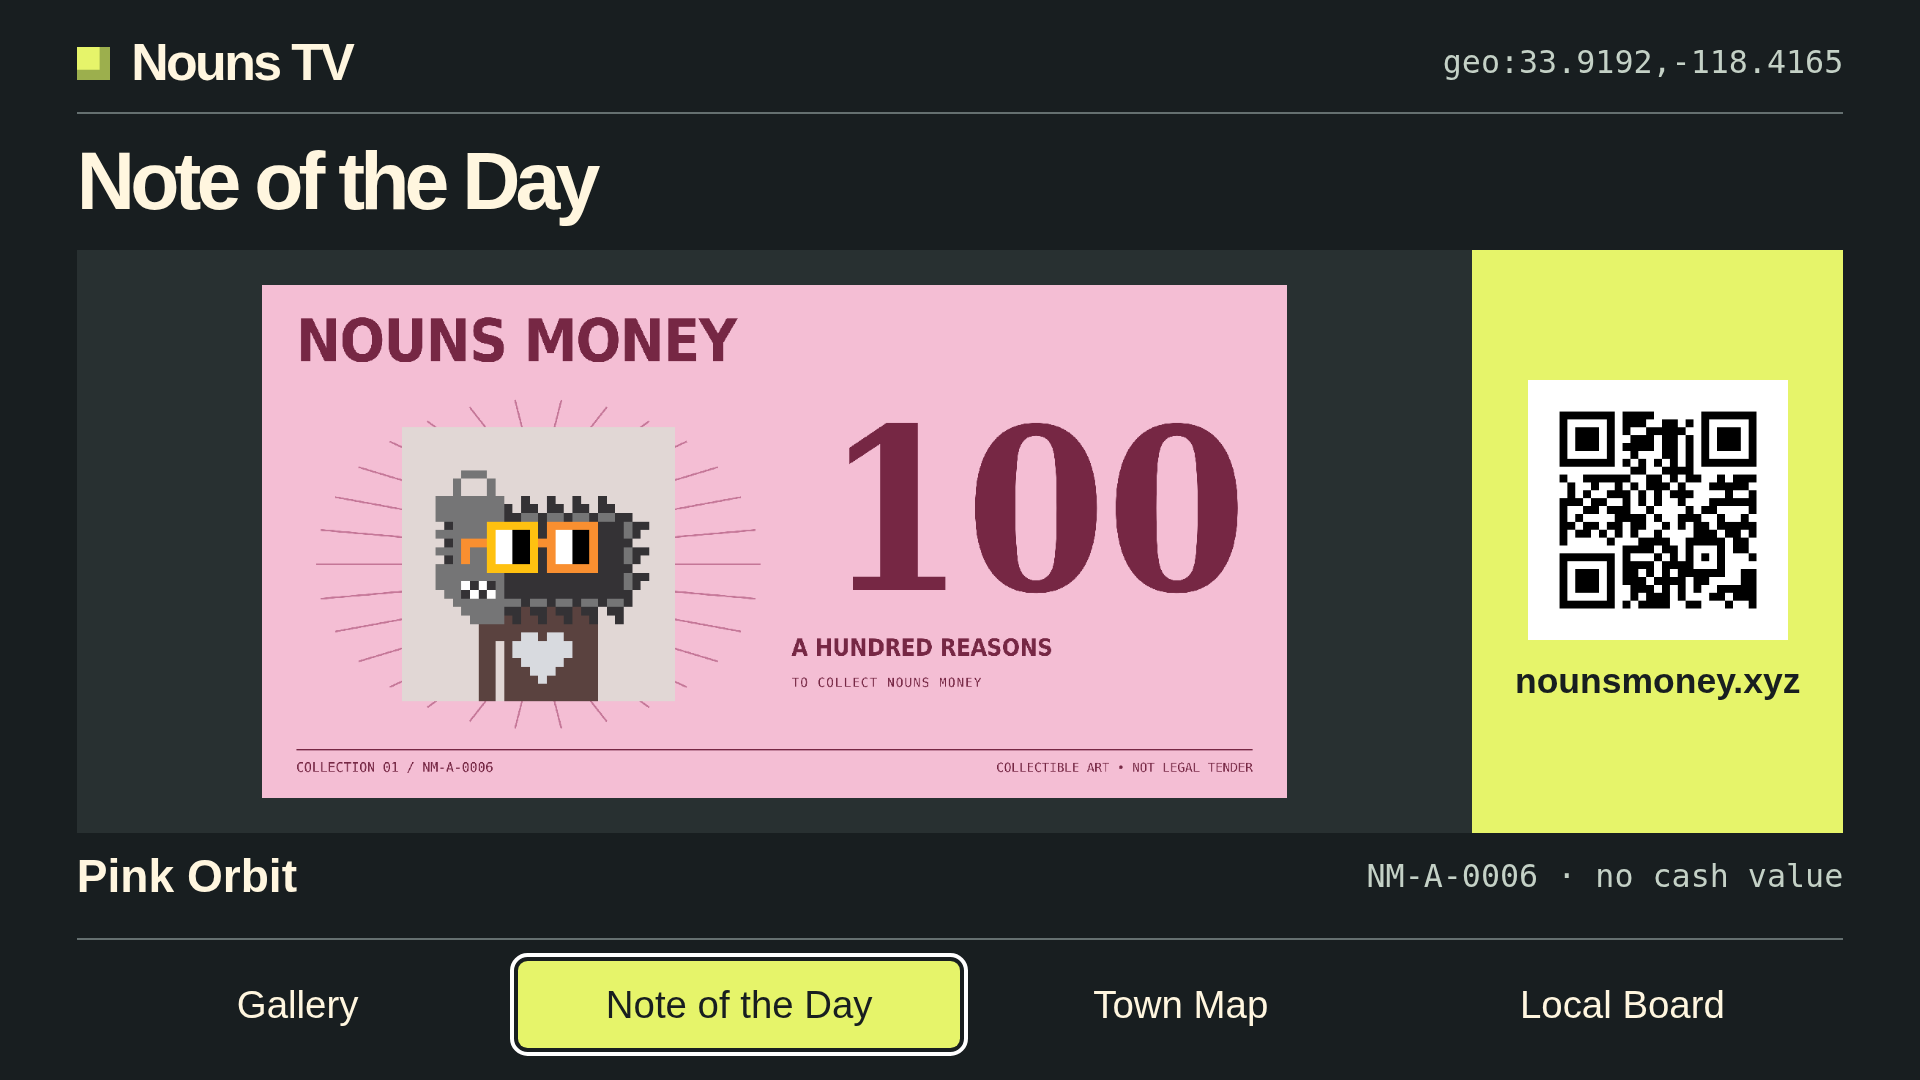 Nouns TV
geo:33.9192,-118.4165
Note of the Day
NOUNS MONEY
100
A HUNDRED REASONS
TO COLLECT NOUNS MONEY
COLLECTION 01 / NM-A-0006
COLLECTIBLE ART • NOT LEGAL TENDER
nounsmoney.xyz
Pink Orbit
NM-A-0006 · no cash value
Gallery
Note of the Day
Town Map
Local Board